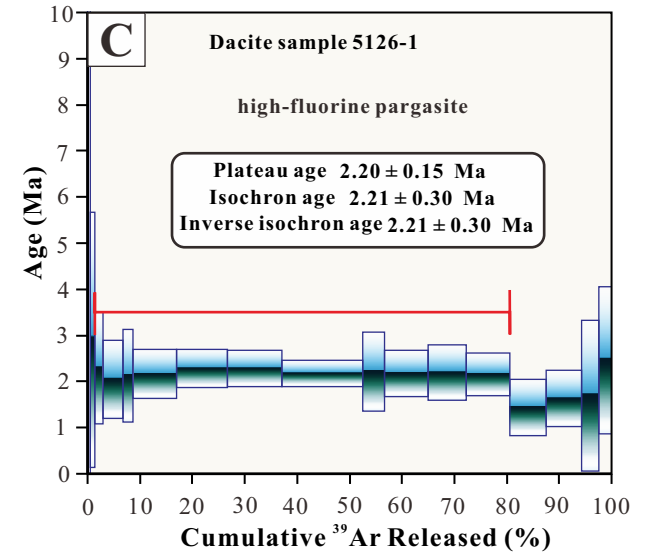 C
Dacite sample 5126-1
high-fluorine pargasite
Plateau age 2.20 ± 0.15 Ma
Isochron age 2.21 ± 0.30 Ma
Inverse isochron age 2.21 ± 0.30 Ma
Age (Ma)
10
9
8
7
6
5
4
3
2
1
0
0 10 20 30 40 50 60 70 80 90 100
Cumulative ³⁹Ar Released (%)